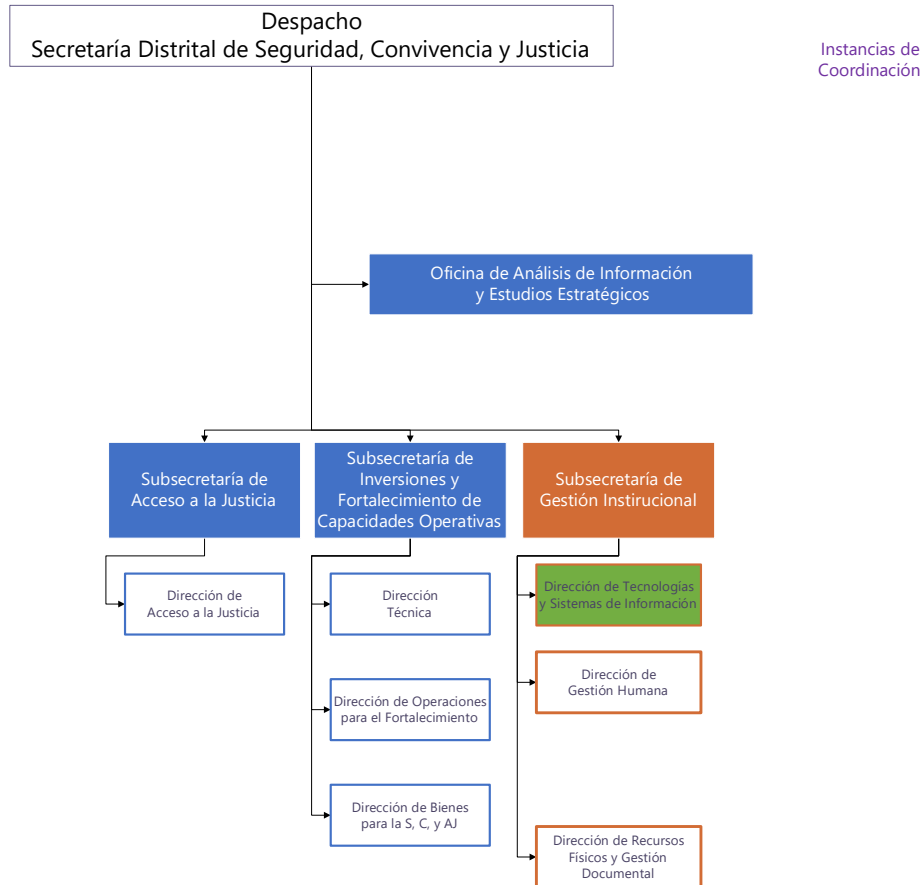 Despacho
Secretaría Distrital de Seguridad, Convivencia y Justicia
Instancias de
Coordinación
Oficina de Análisis de Información
y Estudios Estratégicos
Subsecretaría de
Acceso a la Justicia
Subsecretaría de
Inversiones y
Fortalecimiento de
Capacidades Operativas
Subsecretaría de
Gestión Instirucional
Dirección de
Acceso a la Justicia
Dirección
Técnica
Dirección de Tecnologías
y Sistemas de Información
Dirección de Operaciones
para el Fortalecimiento
Dirección de
Gestión Humana
Dirección de Bienes
para la S, C, y AJ
Dirección de Recursos
Físicos y Gestión
Documental